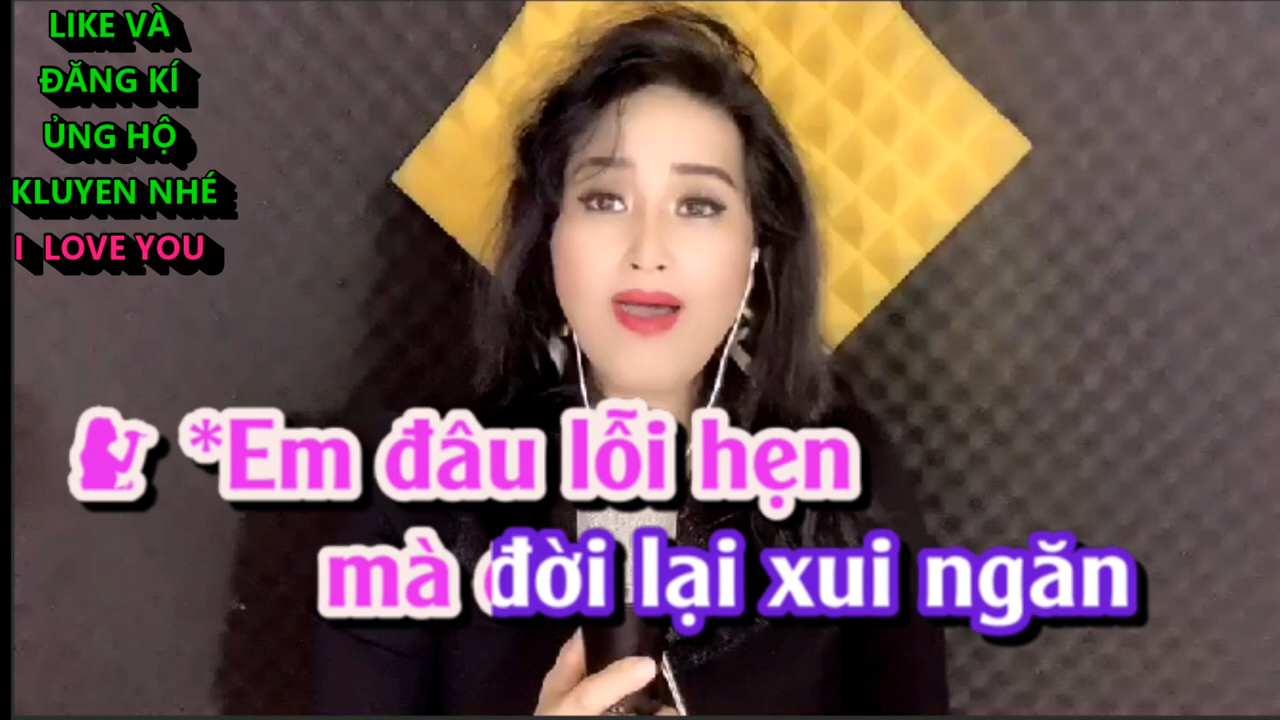 LIKE VÀ
ĐĂNG KÍ
ỦNG HỘ
KLUYEN NHÉ
I LOVE YOU
*Em đâu lỗi hẹn
mà đời lại xui ngăn